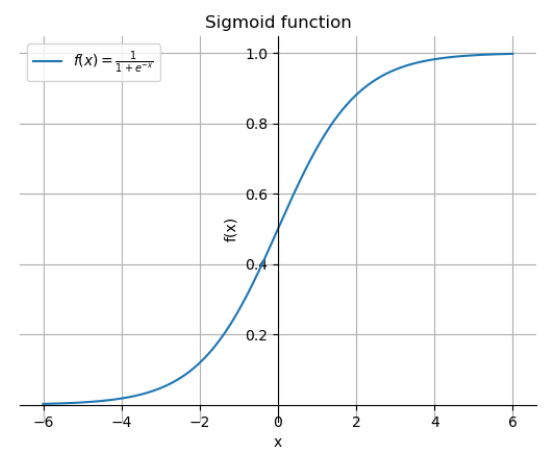 Sigmoid function
f(x) = 1/(1 + e^{-x})
1.0
0.8
0.6
f(x)
0.4
0.2
−6 −4 −2 0 2 4 6
x